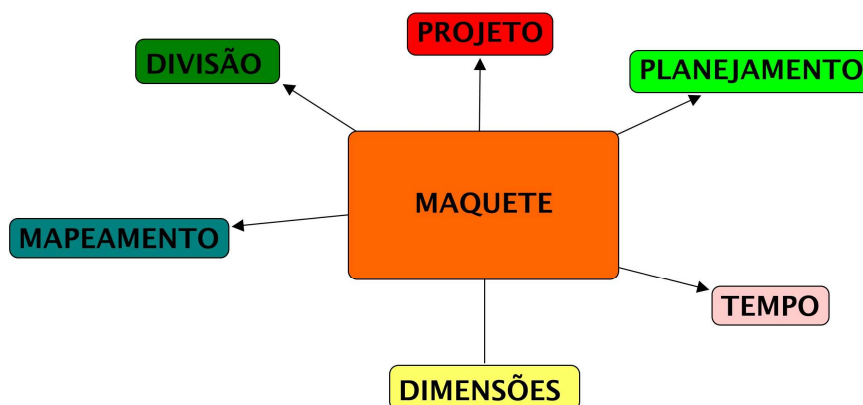 PROJETO
DIVISÃO
PLANEJAMENTO
MAQUETE
MAPEAMENTO
TEMPO
DIMENSÕES